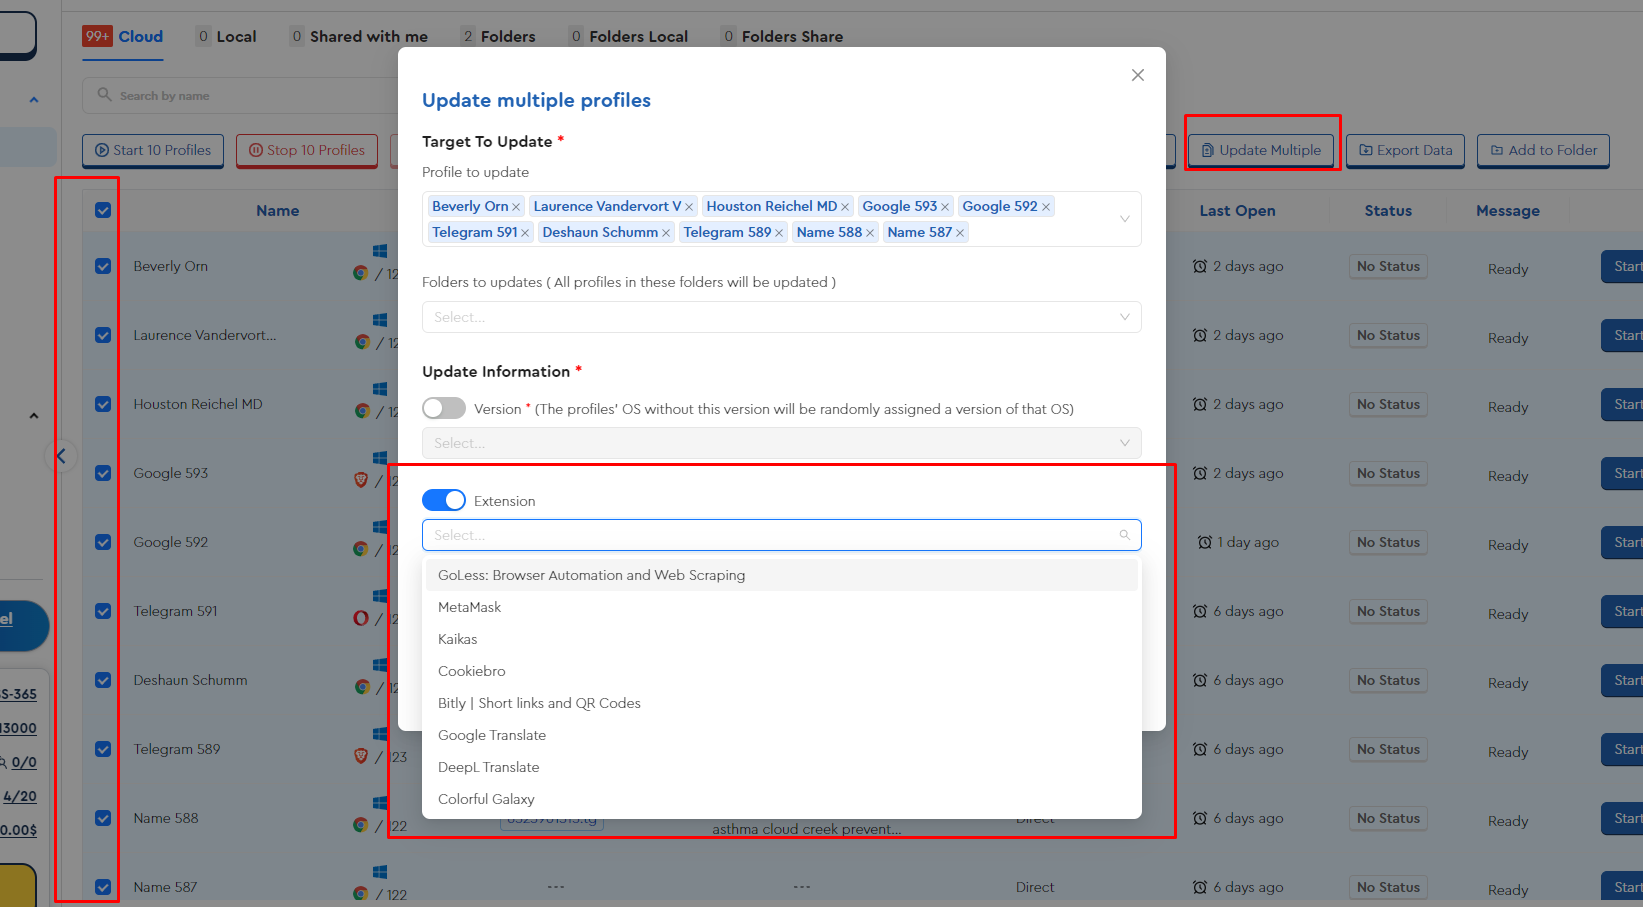 99+ Cloud 0 Local 0 Shared with me 2 Folders 0 Folders Local 0 Folders Share
Search by name
Update multiple profiles
Target To Update *
Start 10 Profiles Stop 10 Profiles Update Multiple Export Data Add to Folder
Profile to update
Beverly Orn Laurence Vandervort V Houston Reichel MD Google 593 Google 592
Telegram 591 Deshaun Schumm Telegram 589 Name 588 Name 587
Name Last Open Status Message
Beverly Orn / 12 2 days ago No Status Ready Start
Folders to updates ( All profiles in these folders will be updated )
Select...
Laurence Vandervort... / 12 2 days ago No Status Ready Start
Update Information *
Version * (The profiles' OS without this version will be randomly assigned a version of that OS)
Houston Reichel MD / 12 2 days ago No Status Ready Start
Select...
Google 593 / 12 2 days ago No Status Ready Start
Extension
Select...
Google 592 / 12 1 day ago No Status Ready Start
GoLess: Browser Automation and Web Scraping
MetaMask
Telegram 591 / 12 6 days ago No Status Ready Start
el
Kaikas
Cookiebro
Deshaun Schumm / 12 6 days ago No Status Ready Start
S-365
Bitly | Short links and QR Codes
13000
Google Translate
Telegram 589 / 123 6 days ago No Status Ready Start
0/0
DeepL Translate
4/20
Colorful Galaxy
Name 588 / 122 Direct 6 days ago No Status Ready Start
0.00$
asthma cloud creek prevent...
Name 587 / 122 --- --- Direct 6 days ago No Status Ready Start